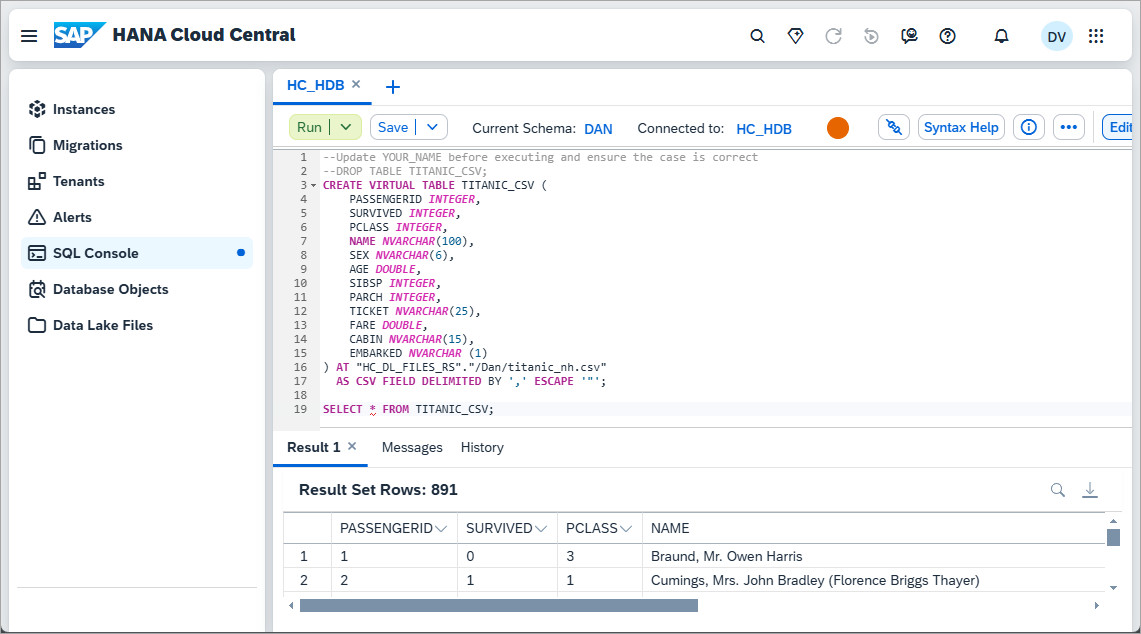 SAP HANA Cloud Central
DV
Instances
Migrations
Tenants
Alerts
SQL Console
Database Objects
Data Lake Files
HC_HDB
Run Save Current Schema: DAN Connected to: HC_HDB Syntax Help Edit
1 --Update YOUR_NAME before executing and ensure the case is correct
2 --DROP TABLE TITANIC_CSV;
3 CREATE VIRTUAL TABLE TITANIC_CSV (
4 PASSENGERID INTEGER,
5 SURVIVED INTEGER,
6 PCLASS INTEGER,
7 NAME NVARCHAR(100),
8 SEX NVARCHAR(6),
9 AGE DOUBLE,
10 SIBSP INTEGER,
11 PARCH INTEGER,
12 TICKET NVARCHAR(25),
13 FARE DOUBLE,
14 CABIN NVARCHAR(15),
15 EMBARKED NVARCHAR (1)
16 ) AT "HC_DL_FILES_RS"."/Dan/titanic_nh.csv"
17 AS CSV FIELD DELIMITED BY ',' ESCAPE '"';
18
19 SELECT * FROM TITANIC_CSV;
Result 1 Messages History
Result Set Rows: 891
PASSENGERID SURVIVED PCLASS NAME
1 1 0 3 Braund, Mr. Owen Harris
2 2 1 1 Cumings, Mrs. John Bradley (Florence Briggs Thayer)